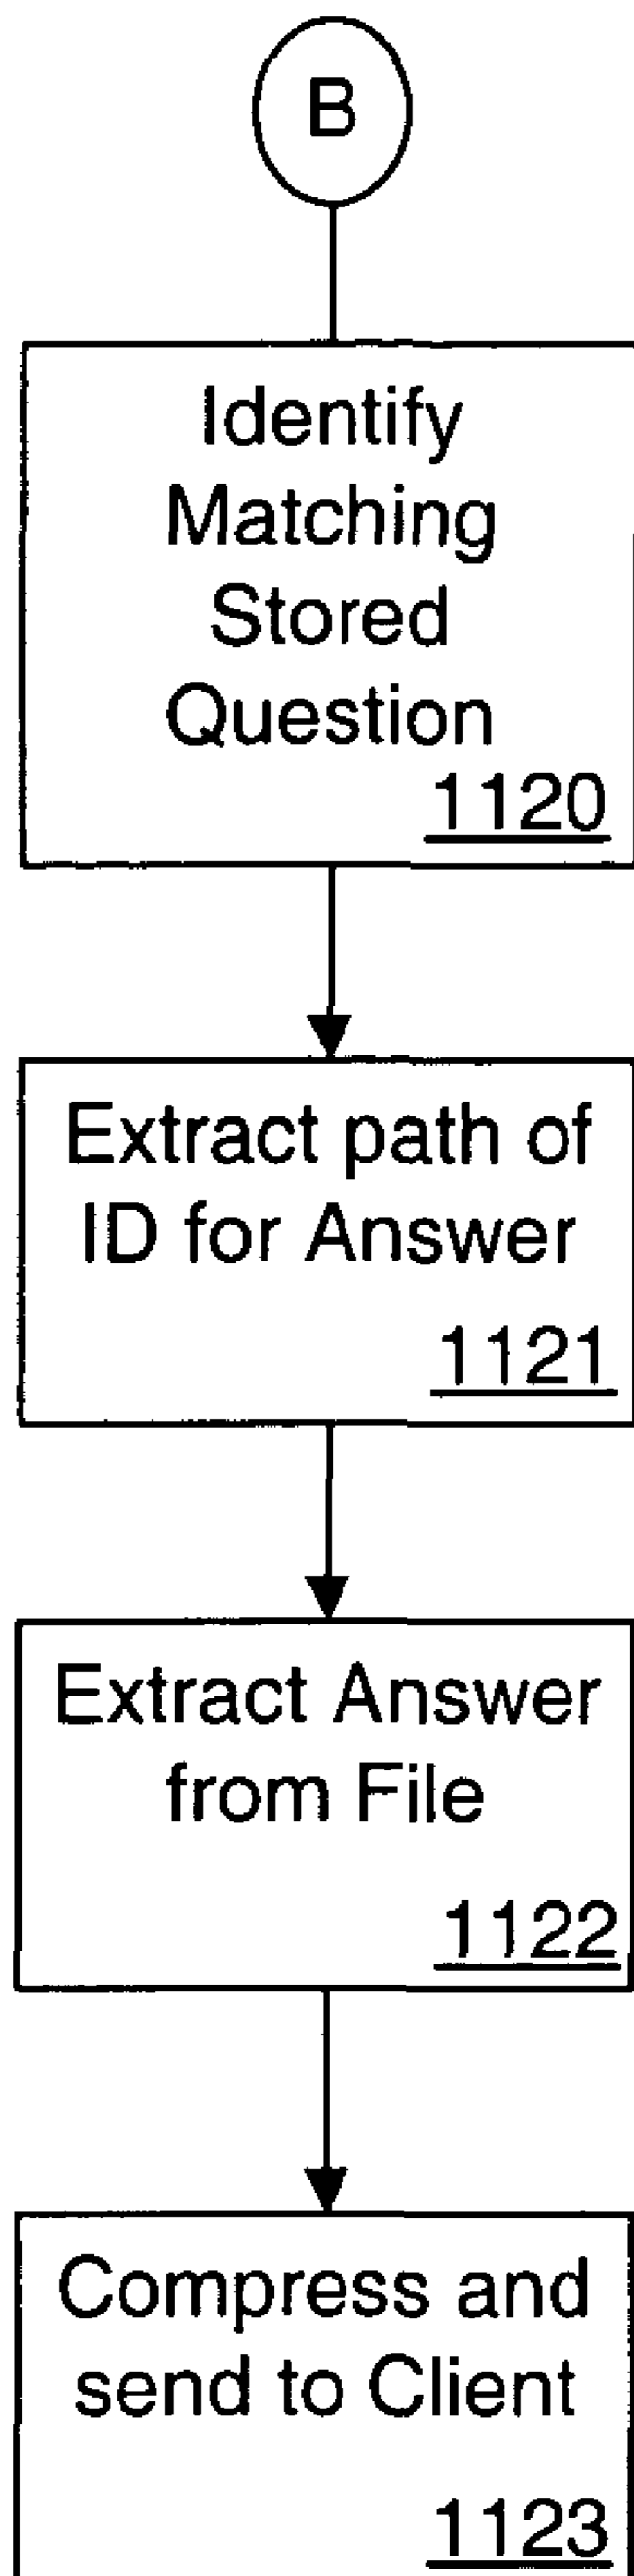 B
Identify
Matching
Stored
Question
1120
Extract path of
ID for Answer
1121
Extract Answer
from File
1122
Compress and
send to Client
1123